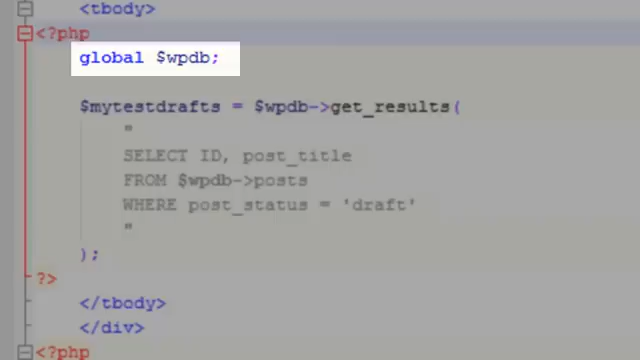 <tbody>
<?php
global $wpdb;
$mytestdrafts = $wpdb->get_results(
"
SELECT ID, post_title
FROM $wpdb->posts
WHERE post_status = 'draft'
"
);
?>
</tbody>
</div>
<?php